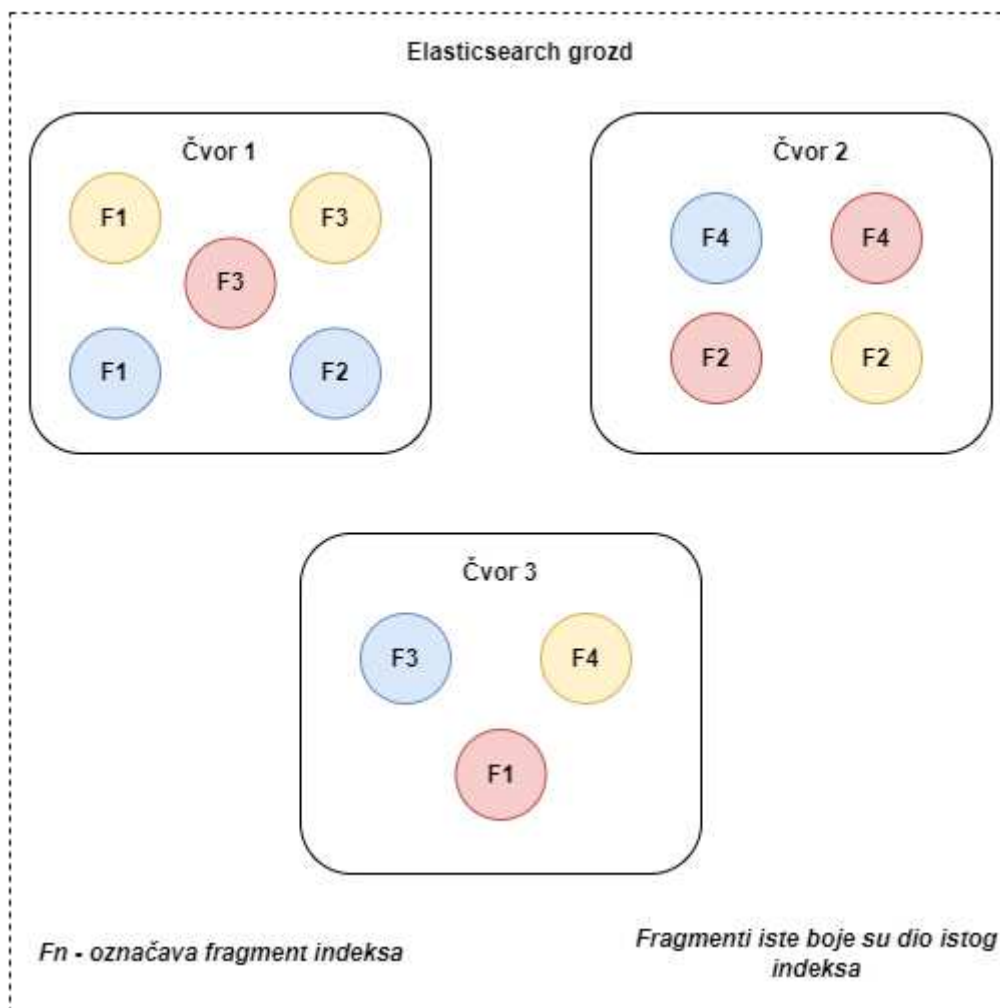 Elasticsearch grozd
Čvor 1
F1
F3
F3
F1
F2
Čvor 2
F4
F4
F2
F2
Čvor 3
F3
F4
F1
Fn - označava fragment indeksa
Fragmenti iste boje su dio istog
indeksa